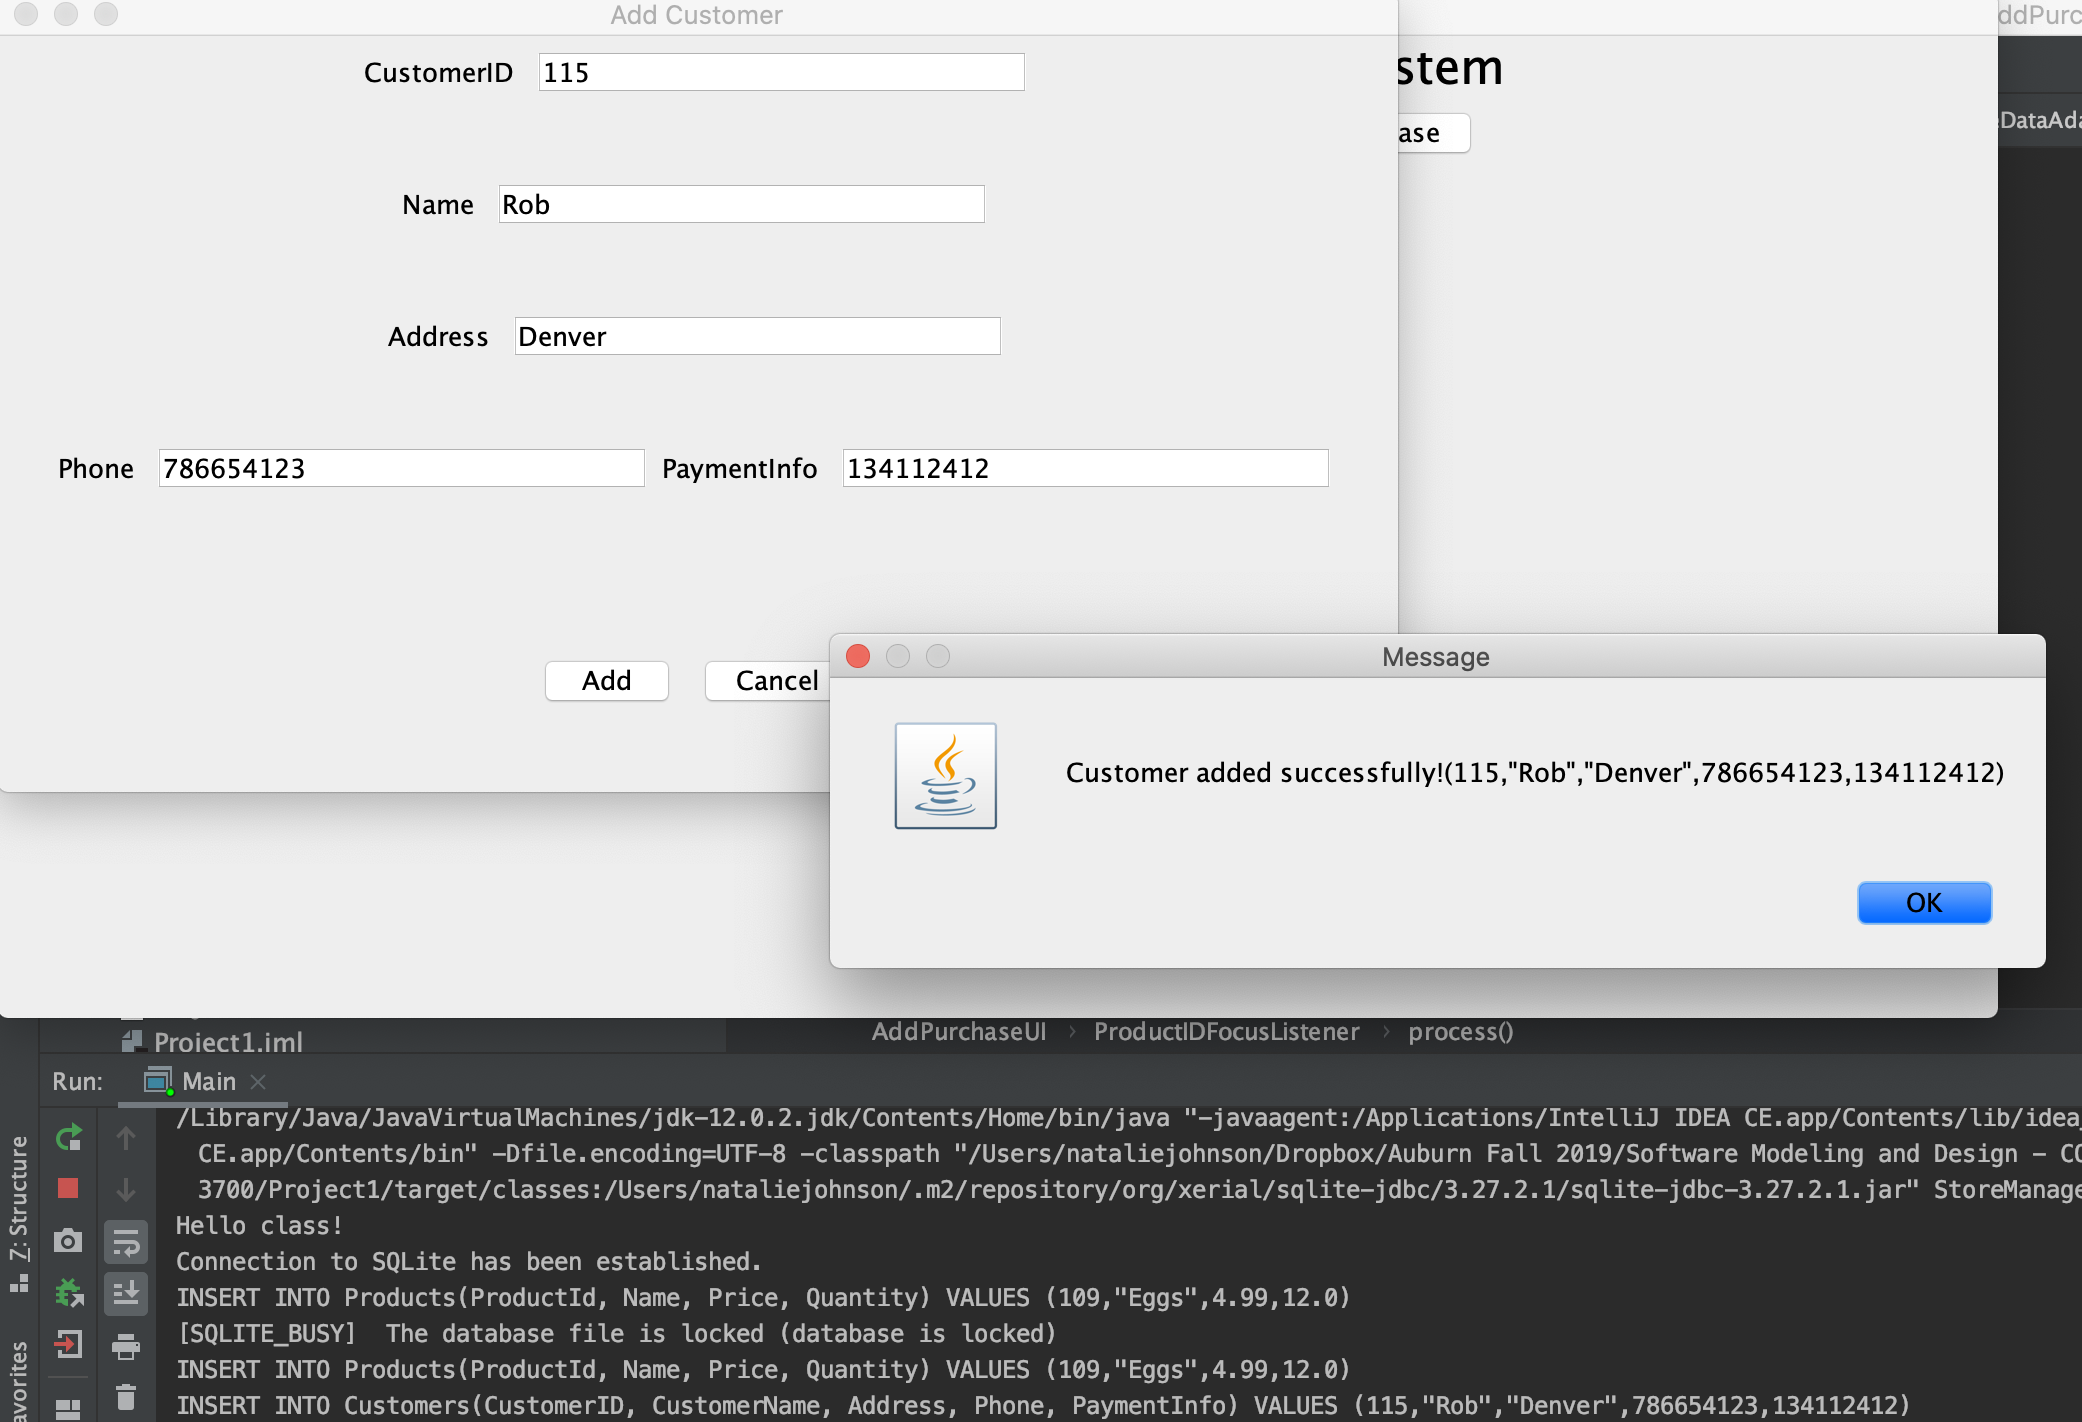 Add Customer
ddPurc
CustomerID 115
stem
DataAda
ase
Name Rob
Address Denver
Phone 786654123 PaymentInfo 134112412
Add Cancel
Message
Customer added successfully!(115,"Rob","Denver",786654123,134112412)
OK
Project1.iml
AddPurchaseUI › ProductIDFocusListener › process()
Run: Main ×
/Library/Java/JavaVirtualMachines/jdk-12.0.2.jdk/Contents/Home/bin/java "-javaagent:/Applications/IntelliJ IDEA CE.app/Contents/lib/idea_
CE.app/Contents/bin" -Dfile.encoding=UTF-8 -classpath "/Users/nataliejohnson/Dropbox/Auburn Fall 2019/Software Modeling and Design - CO
3700/Project1/target/classes:/Users/nataliejohnson/.m2/repository/org/xerial/sqlite-jdbc/3.27.2.1/sqlite-jdbc-3.27.2.1.jar" StoreManage
Hello class!
Connection to SQLite has been established.
INSERT INTO Products(ProductId, Name, Price, Quantity) VALUES (109,"Eggs",4.99,12.0)
[SQLITE_BUSY]  The database file is locked (database is locked)
INSERT INTO Products(ProductId, Name, Price, Quantity) VALUES (109,"Eggs",4.99,12.0)
INSERT INTO Customers(CustomerID, CustomerName, Address, Phone, PaymentInfo) VALUES (115,"Rob","Denver",786654123,134112412)
7: Structure
avorites